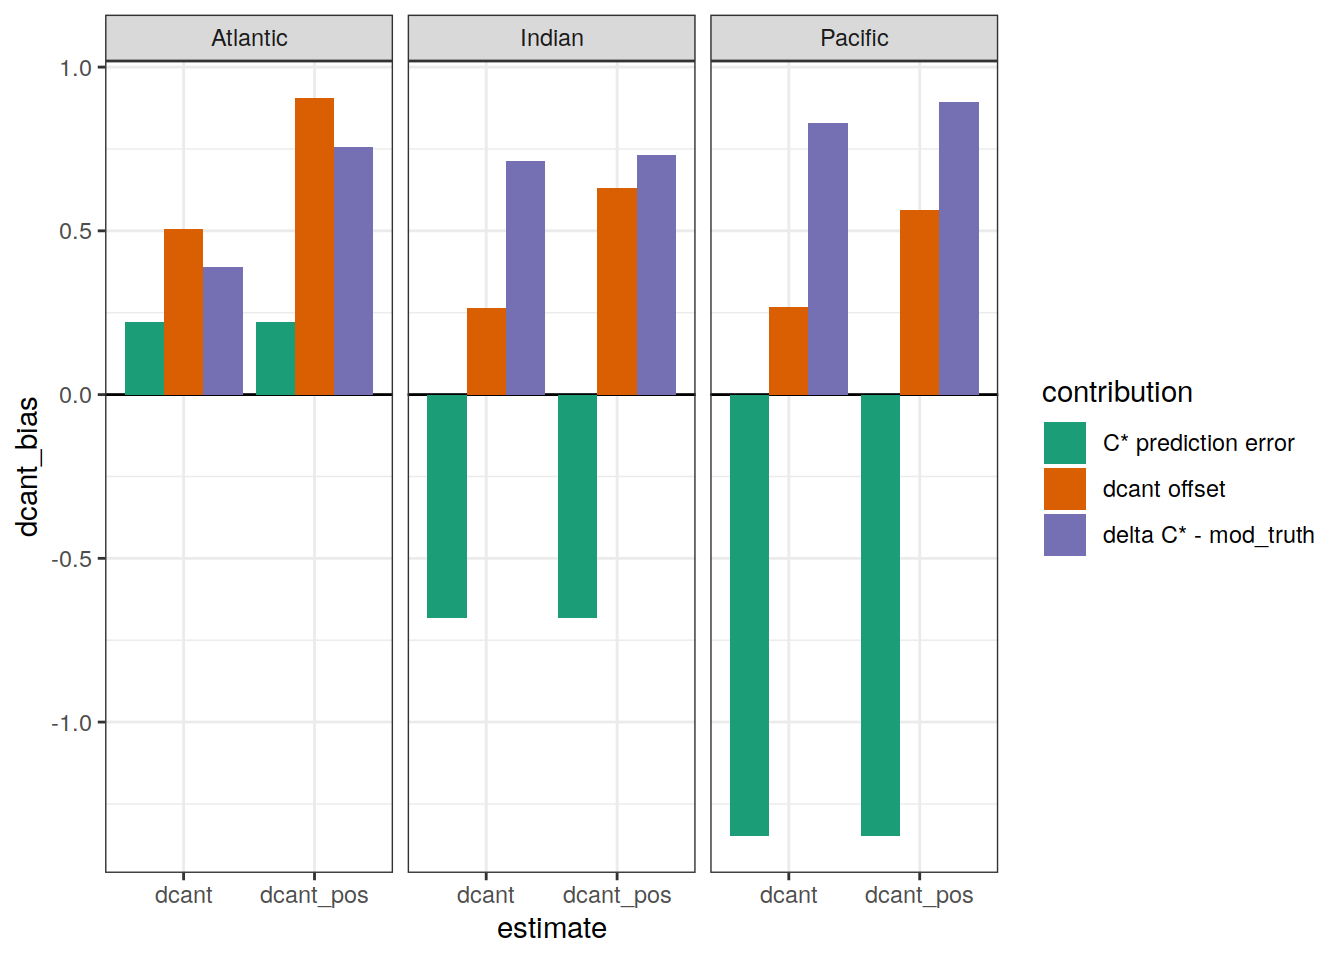 Atlantic
Indian
Pacific
1.0
0.5
0.0
-0.5
-1.0
dcant_bias
dcant
dcant_pos
dcant
dcant_pos
dcant
dcant_pos
estimate
contribution
C* prediction error
dcant offset
delta C* - mod_truth